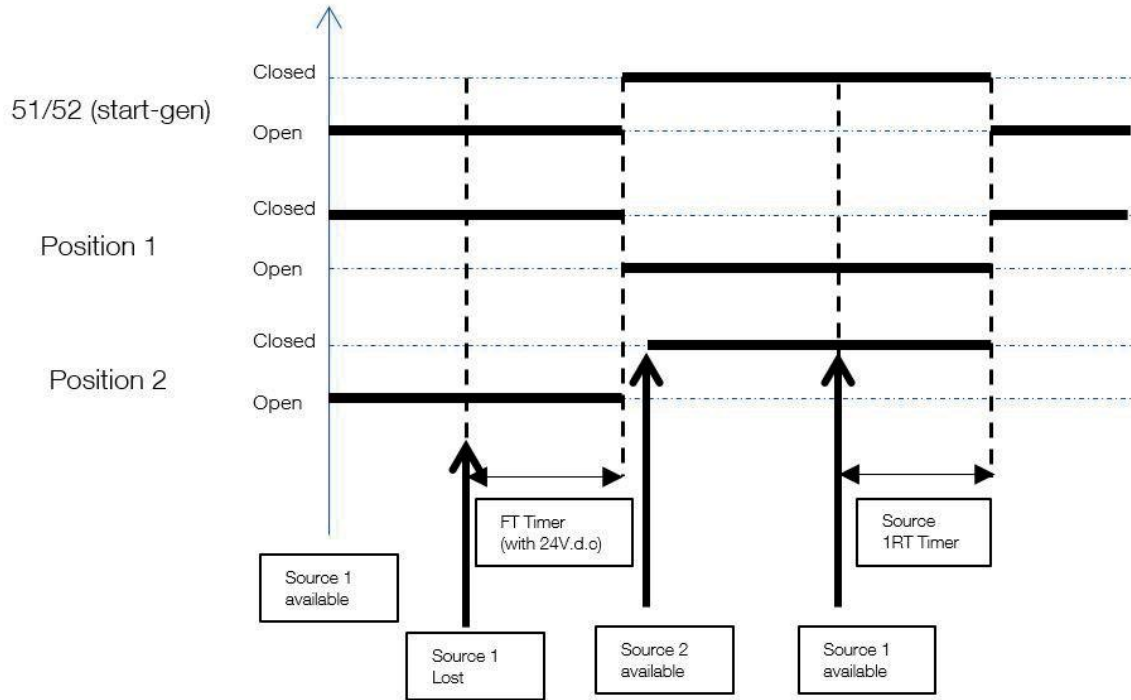 Closed
51/52 (start-gen)
Open
Closed
Position 1
Open
Closed
Position 2
Open
FT Timer
(with 24V.d.c)
Source
1RT Timer
Source 1
available
Source 1
Lost
Source 2
available
Source 1
available